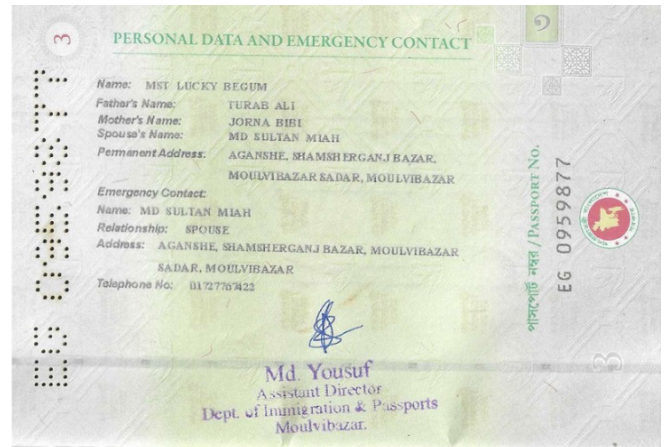 3
PERSONAL DATA AND EMERGENCY CONTACT
Name: MST LUCKY BEGUM
Father's Name: TURAB ALI
Mother's Name: JORNA BIBI
Spouse's Name: MD SULTAN MIAH
Permanent Address: AGANSHE, SHAMSHERGANJ BAZAR,
MOULVIBAZAR SADAR, MOULVIBAZAR
Emergency Contact:
Name: MD SULTAN MIAH
Relationship: SPOUSE
Address: AGANSHE, SHAMSHERGANJ BAZAR, MOULVIBAZAR
SADAR, MOULVIBAZAR
Telephone No: 01727767422
Md. Yousuf
Assistant Director
Dept. of Immigration & Passports
Moulvibazar.
পাসপোর্ট নম্বর / PASSPORT NO.
EG 0959877